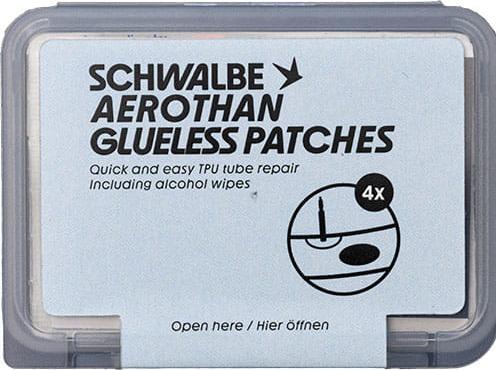 SCHWALBE
AEROTHAN
GLUELESS PATCHES
Quick and easy TPU tube repair
Including alcohol wipes
4x
Open here / Hier öffnen